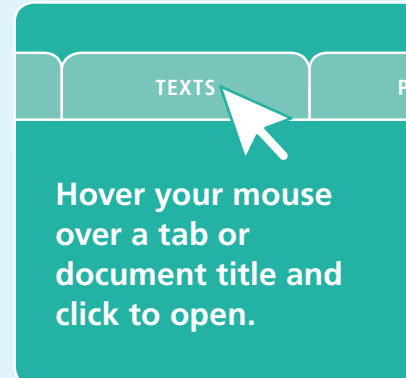 TEXTS
Hover your mouse
over a tab or
document title and
click to open.